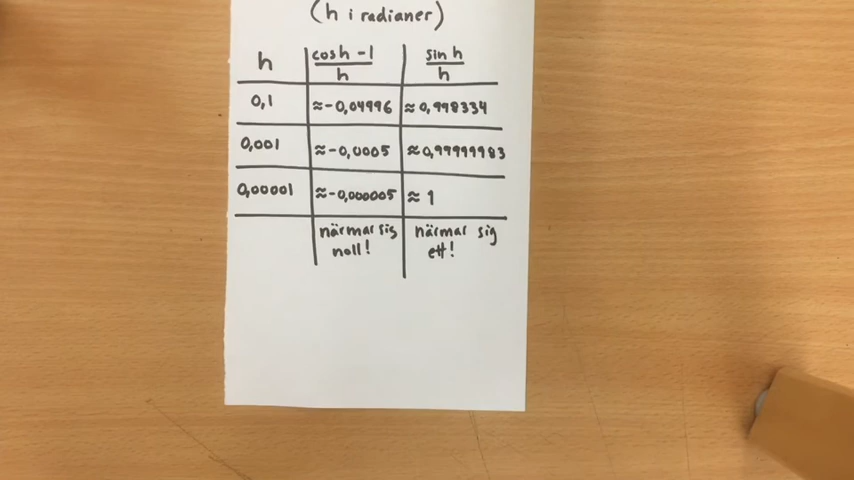 (h i radianer)
h cosh -1 / h sin h / h
0,1 ≈-0,04996 ≈0,998334
0,001 ≈-0,0005 ≈0,99999983
0,00001 ≈-0,000005 ≈1
närmar sig noll! närmar sig ett!